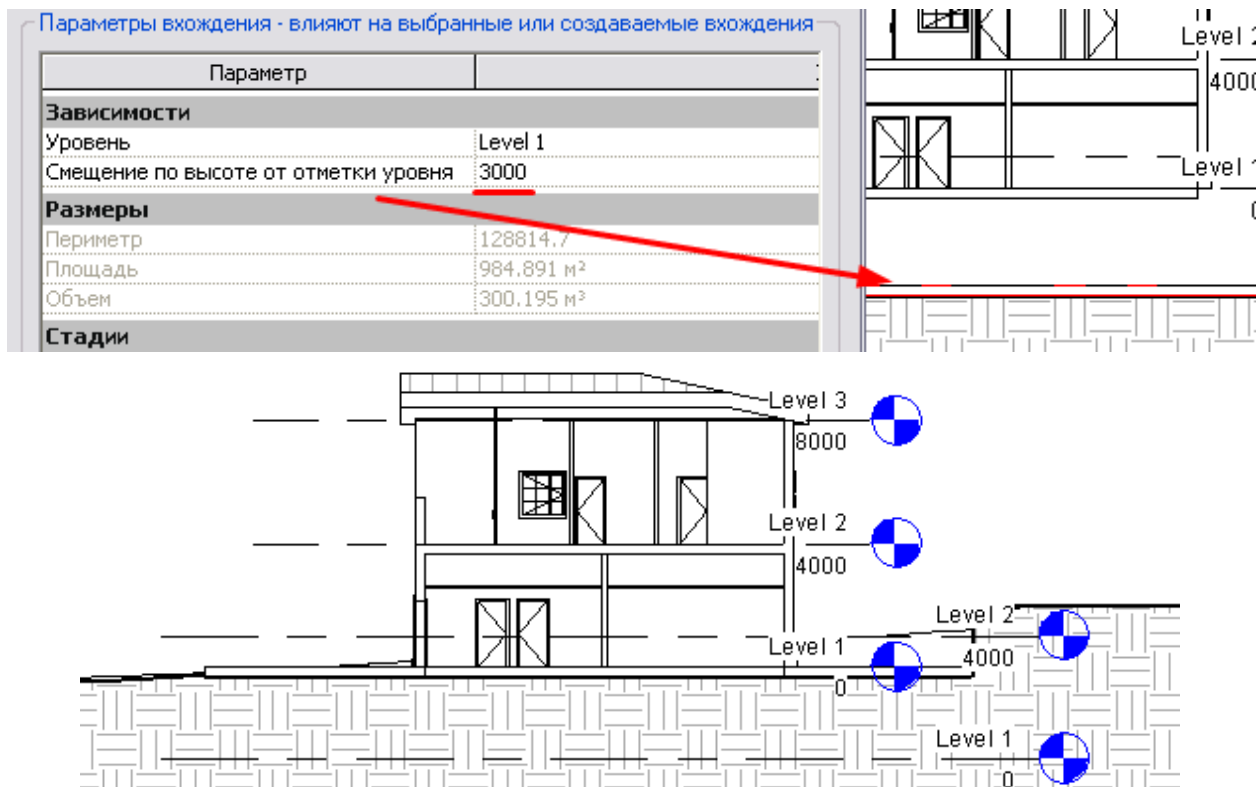 Параметры вхождения - влияют на выбранные или создаваемые вхождения
Параметр
Зависимости
Уровень Level 1
Смещение по высоте от отметки уровня 3000
Размеры
Периметр 128814.7
Площадь 984.891 м²
Объем 300.195 м³
Стадии
Level 2
4000
Level 1
0
Level 3
8000
Level 2
4000
Level 2
4000
Level 1
0
Level 1
0